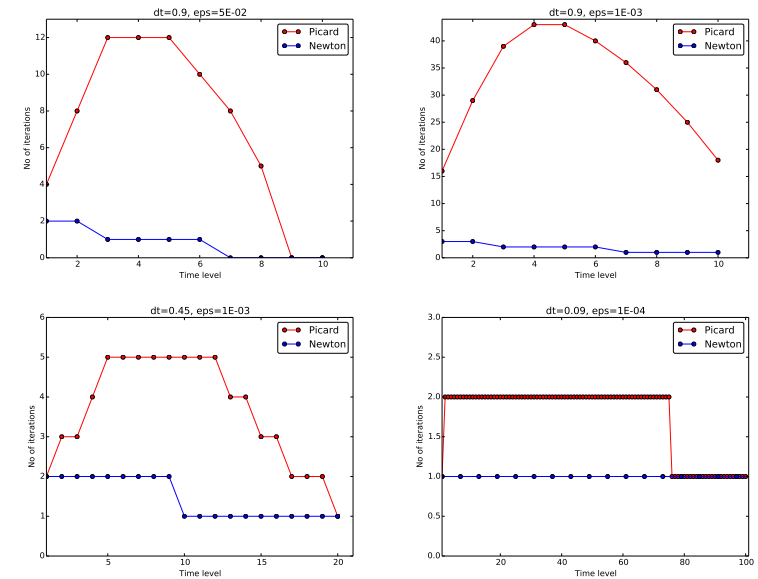 dt=0.9, eps=5E-02
No of iterations
12
10
8
6
4
2
0
Picard
Newton
2 4 6 8 10
Time level
dt=0.9, eps=1E-03
No of iterations
40
35
30
25
20
15
10
5
0
Picard
Newton
2 4 6 8 10
Time level
dt=0.45, eps=1E-03
No of iterations
6
5
4
3
2
1
0
Picard
Newton
5 10 15 20
Time level
dt=0.09, eps=1E-04
No of iterations
3.0
2.5
2.0
1.5
1.0
0.5
0.0
Picard
Newton
20 40 60 80 100
Time level